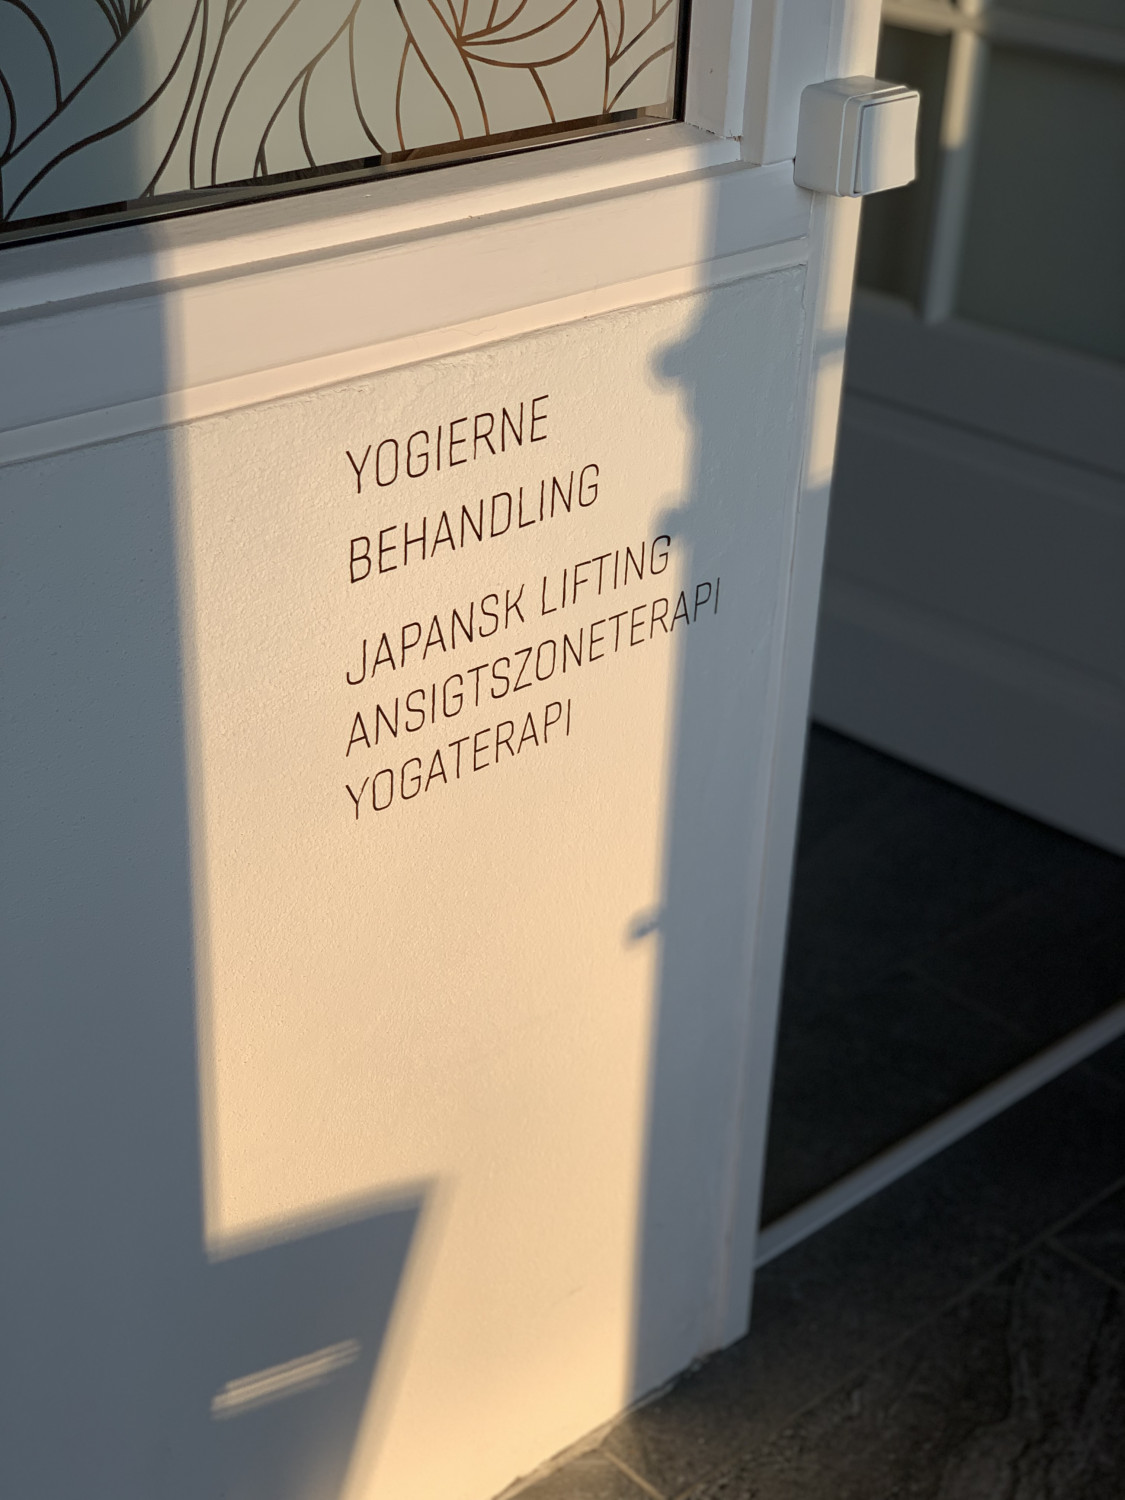 YOGIERNE
BEHANDLING
JAPANSK LIFTING
ANSIGTSZONETERAPI
YOGATERAPI